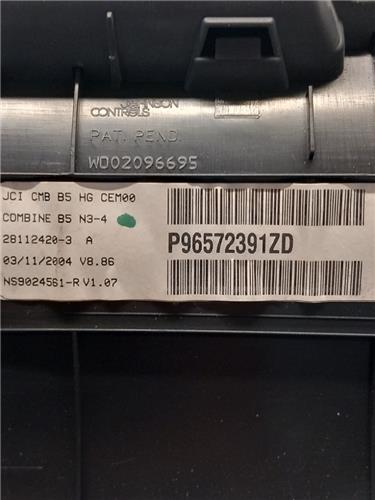 JOHNSON
CONTROLS
PAT. PEND.
WO02096695
JCI CMB B5 HG CEM00
COMBINE B5 N3-4
28112420-3 A
03/11/2004 V8.86
NS9024561-R V1.07
P96572391ZD